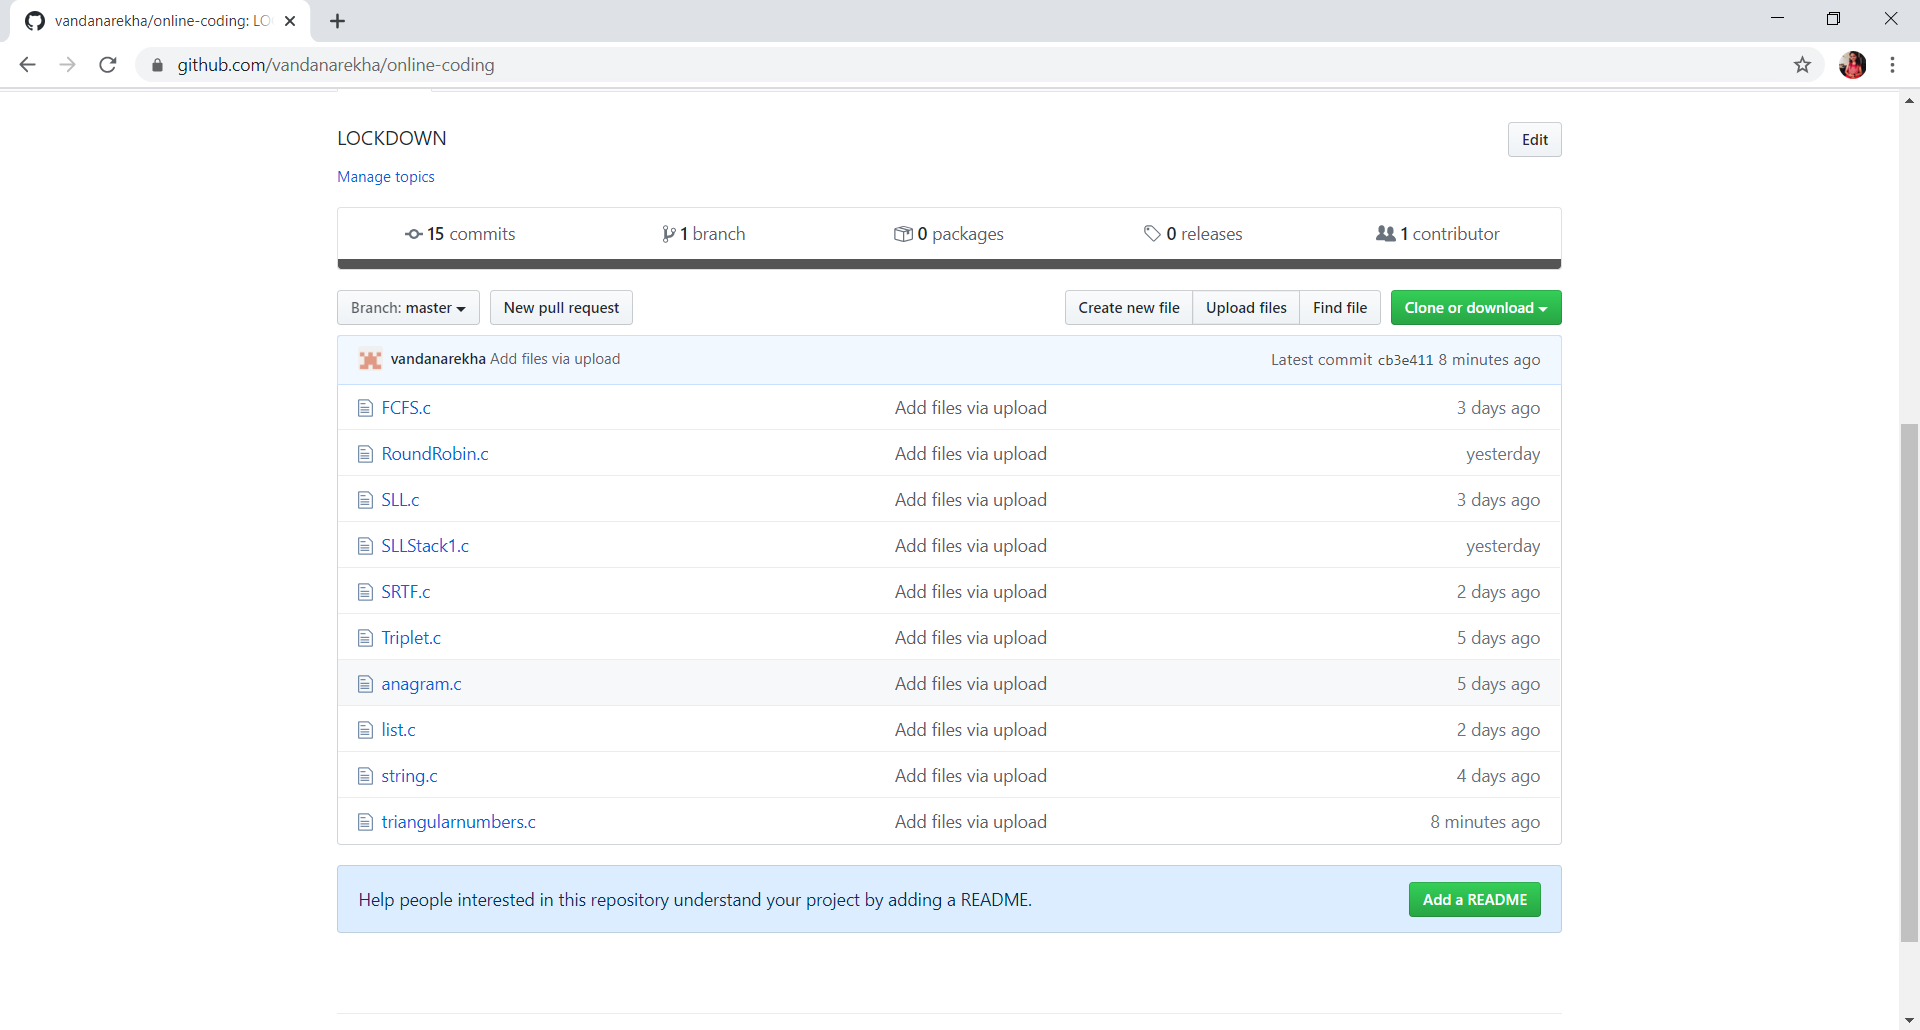 vandanarekha/online-coding: LO
github.com/vandanarekha/online-coding
LOCKDOWN
Edit
Manage topics
15 commits 1 branch 0 packages 0 releases 1 contributor
Branch: master New pull request Create new file Upload files Find file Clone or download
vandanarekha Add files via upload Latest commit cb3e411 8 minutes ago
FCFS.c Add files via upload 3 days ago
RoundRobin.c Add files via upload yesterday
SLL.c Add files via upload 3 days ago
SLLStack1.c Add files via upload yesterday
SRTF.c Add files via upload 2 days ago
Triplet.c Add files via upload 5 days ago
anagram.c Add files via upload 5 days ago
list.c Add files via upload 2 days ago
string.c Add files via upload 4 days ago
triangularnumbers.c Add files via upload 8 minutes ago
Help people interested in this repository understand your project by adding a README. Add a README